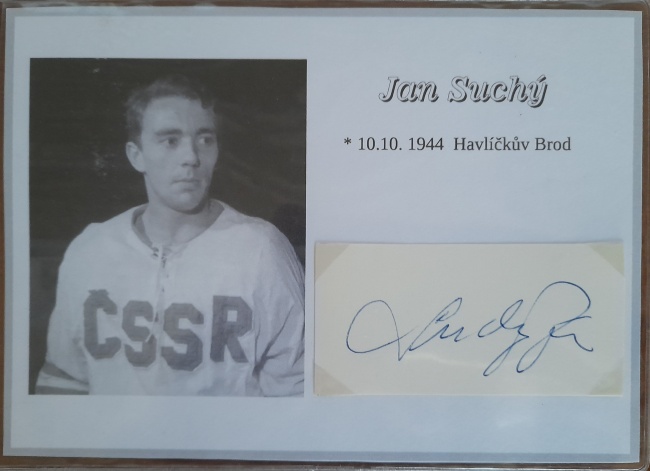 Jan Suchý
* 10.10. 1944 Havlíčkův Brod
ČSSR